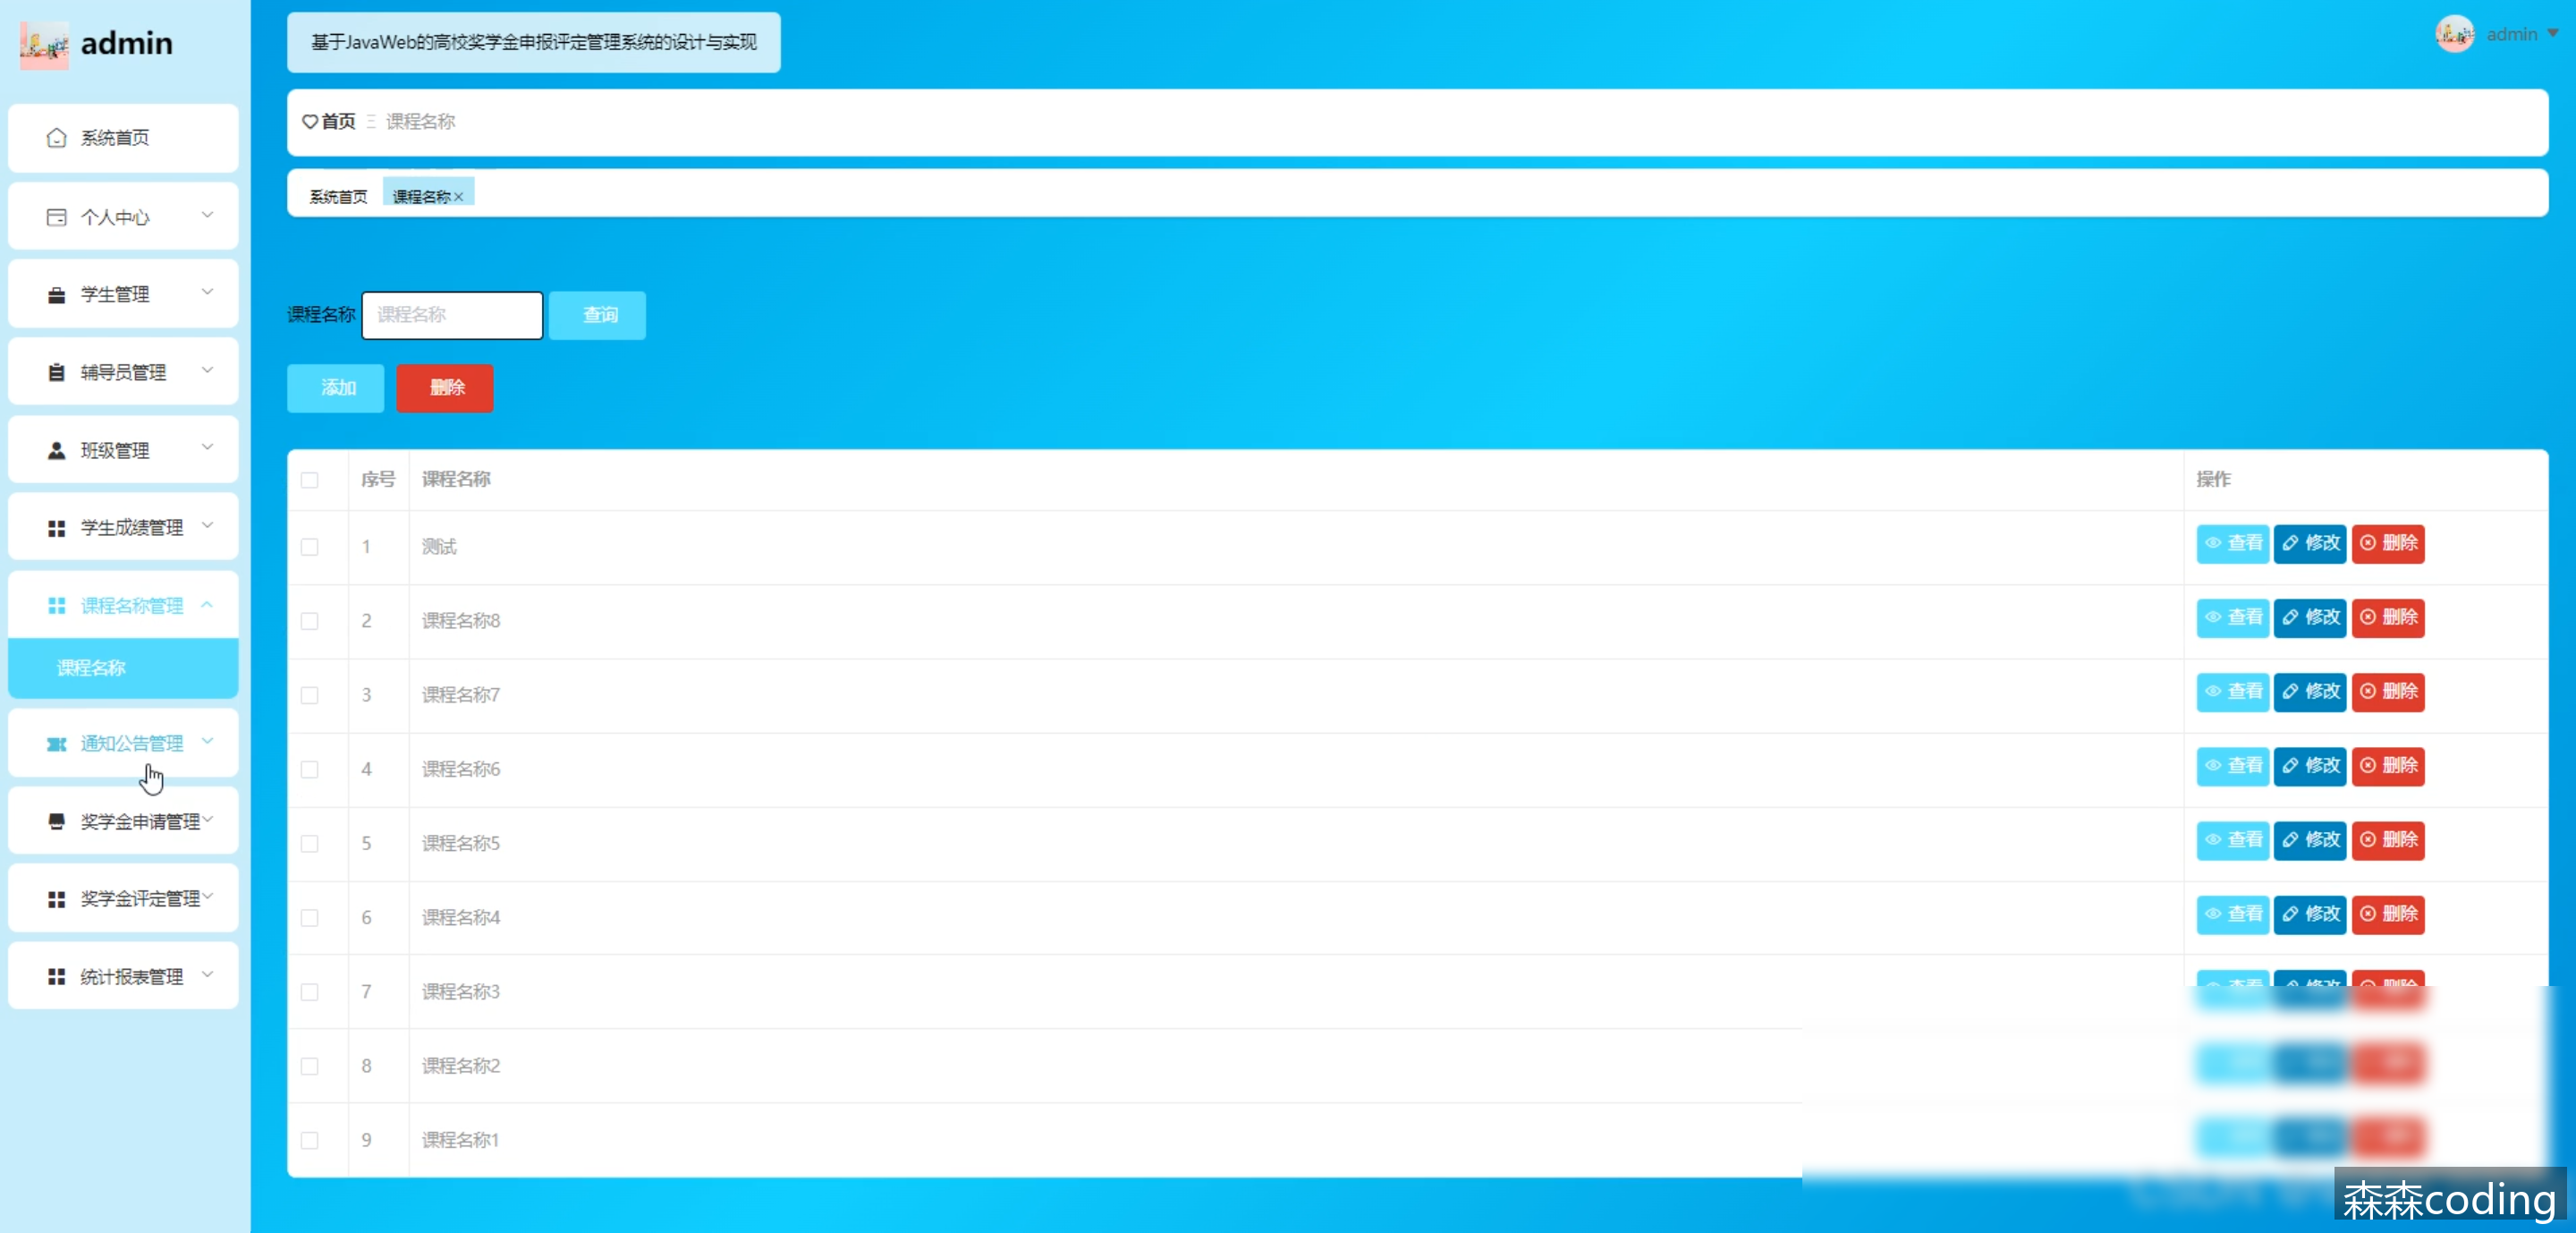 admin
基于JavaWeb的高校奖学金申报评定管理系统的设计与实现
admin
首页 课程名称
系统首页 课程名称×
系统首页
个人中心
学生管理
辅导员管理
班级管理
学生成绩管理
课程名称管理
课程名称
通知公告管理
奖学金申请管理
奖学金评定管理
统计报表管理
课程名称 课程名称 查询
添加 删除
序号 课程名称 操作
1 测试 查看 修改 删除
2 课程名称8 查看 修改 删除
3 课程名称7 查看 修改 删除
4 课程名称6 查看 修改 删除
5 课程名称5 查看 修改 删除
6 课程名称4 查看 修改 删除
7 课程名称3 查看 修改 删除
8 课程名称2
9 课程名称1
森森coding